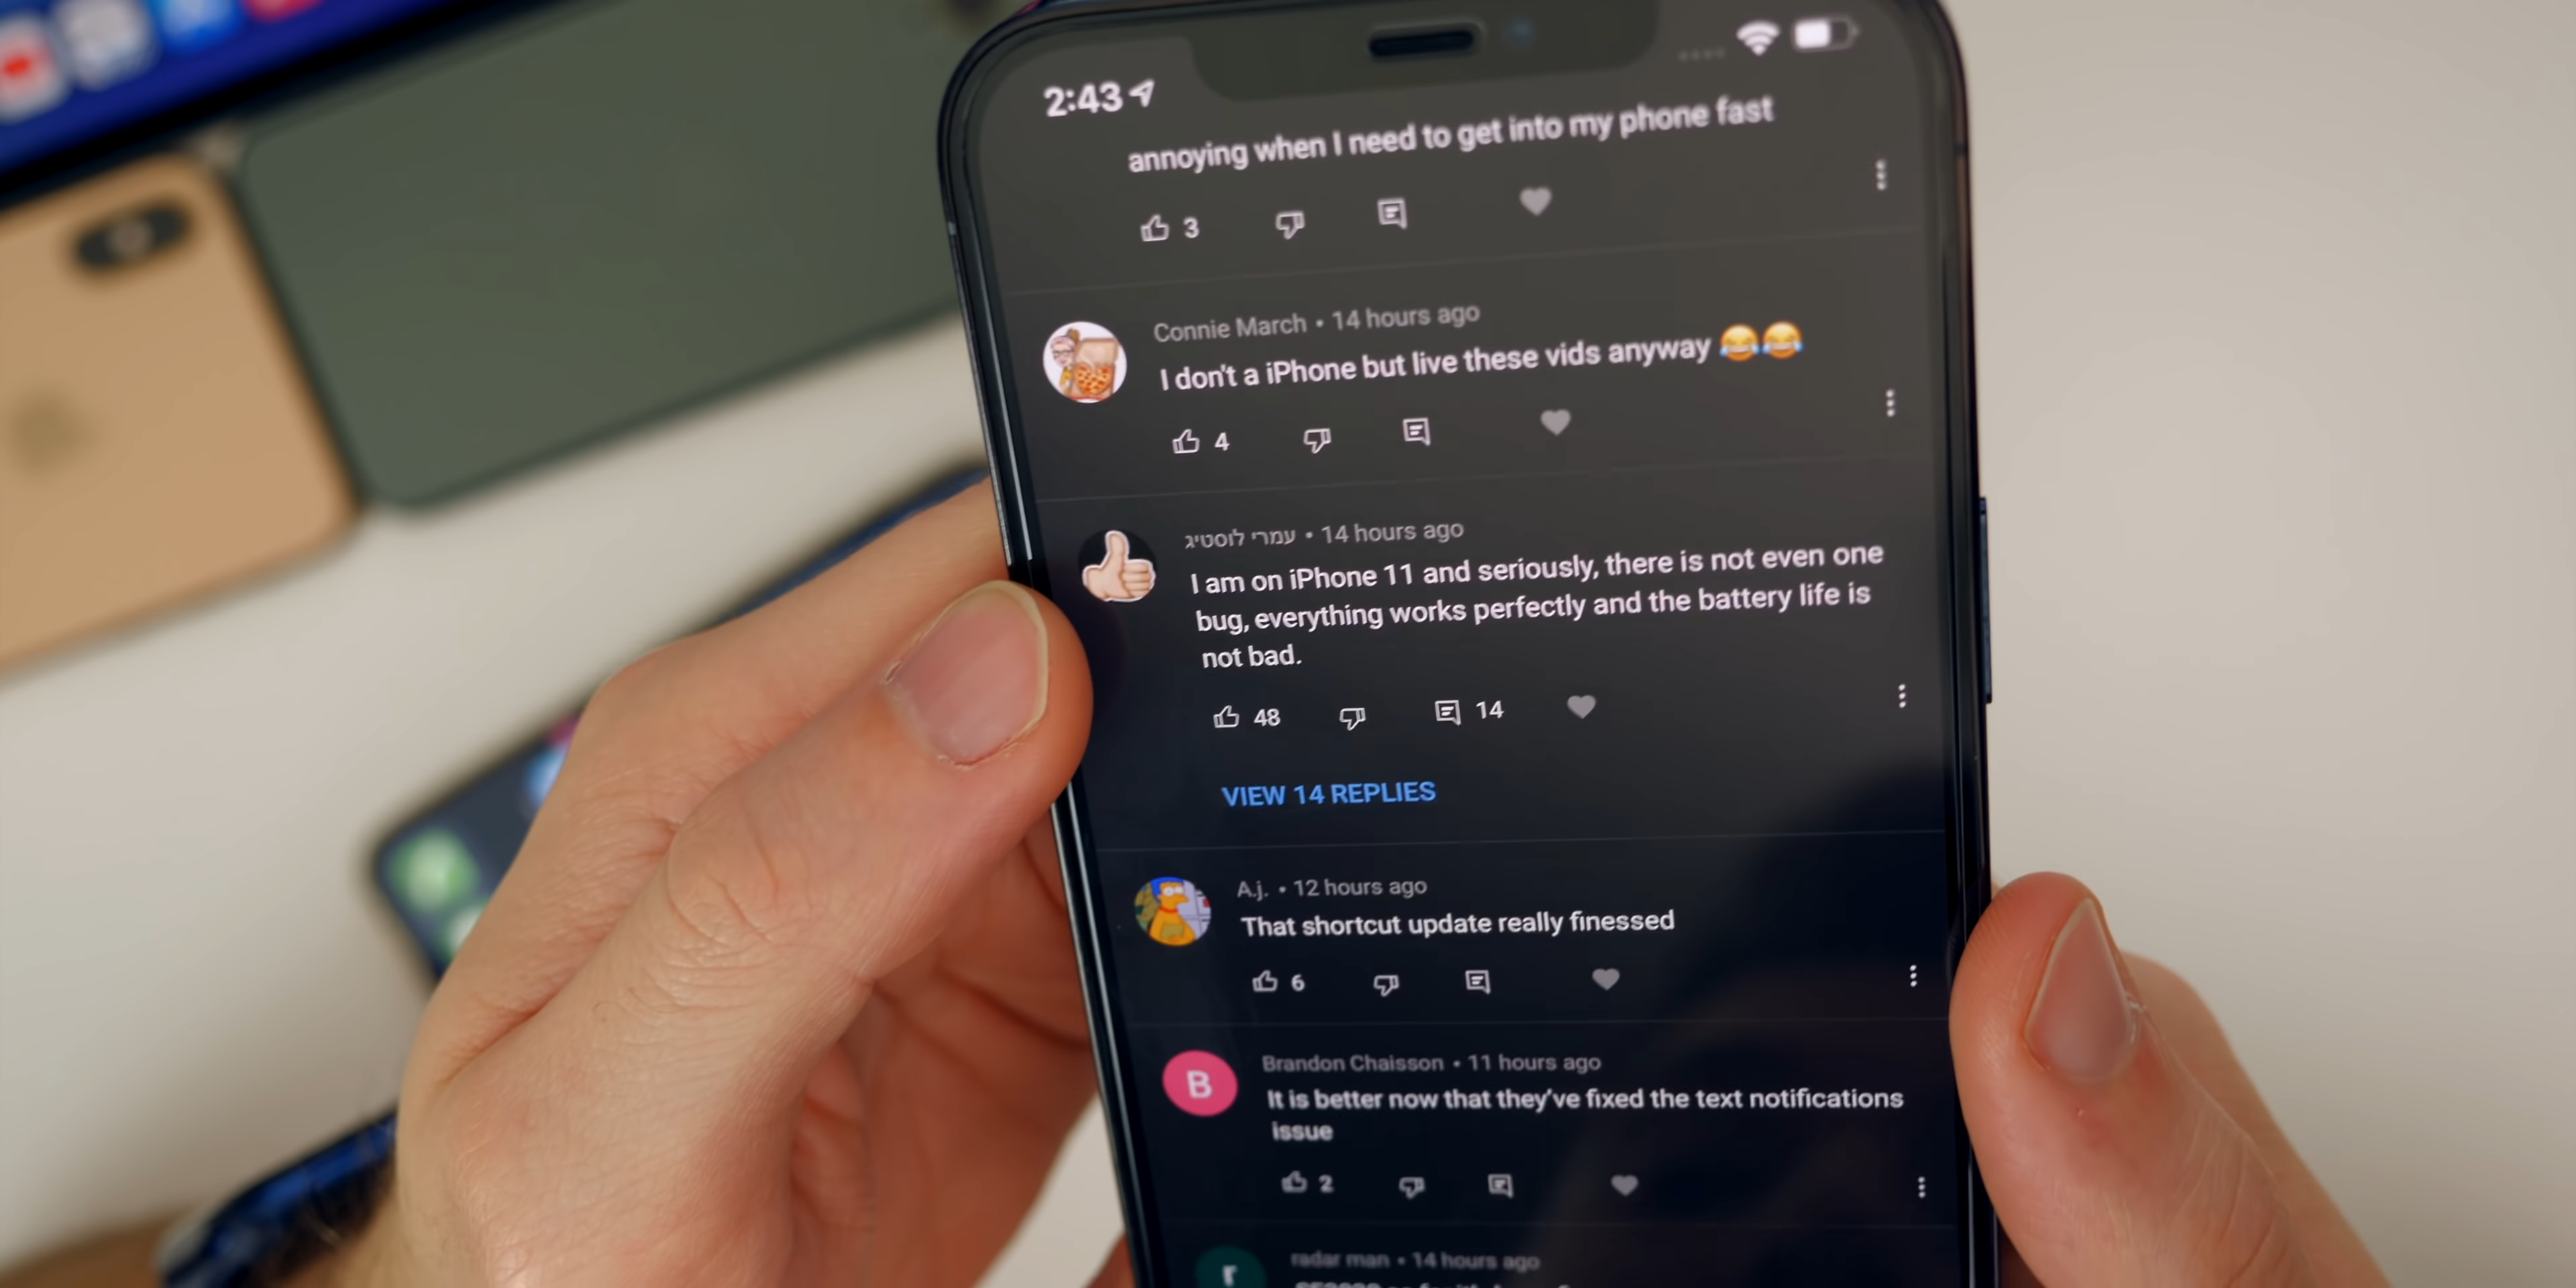 2:43
annoying when I need to get into my phone fast
3
Connie March • 14 hours ago
I don't a iPhone but live these vids anyway 😂😂
4
עמרי לוסטיג • 14 hours ago
I am on iPhone 11 and seriously, there is not even one
bug, everything works perfectly and the battery life is
not bad.
48 14
VIEW 14 REPLIES
A.j. • 12 hours ago
That shortcut update really finessed
6
B
Brandon Chaisson • 11 hours ago
It is better now that they've fixed the text notifications
issue
2
r
radar man • 14 hours ago